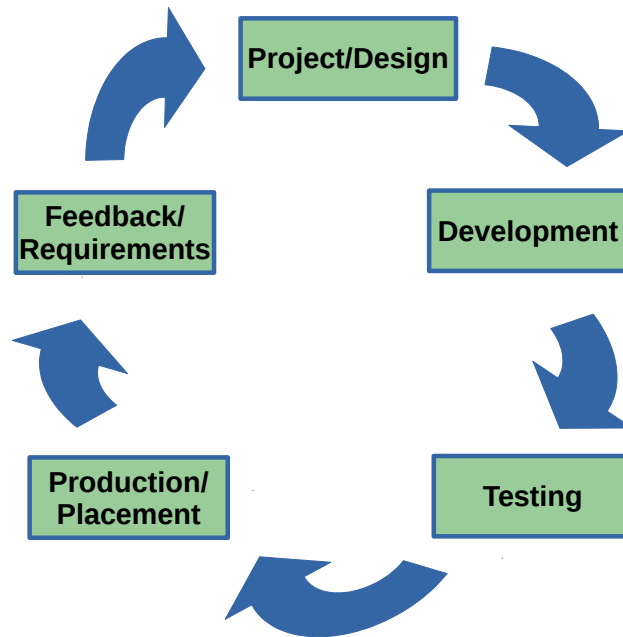 Project/Design
Development
Testing
Production/
Placement
Feedback/
Requirements